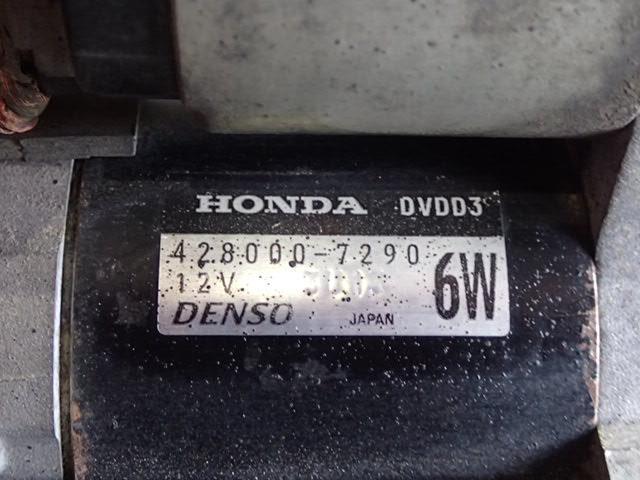 HONDA DVDD3
428000-7290
12V
6W
DENSO JAPAN